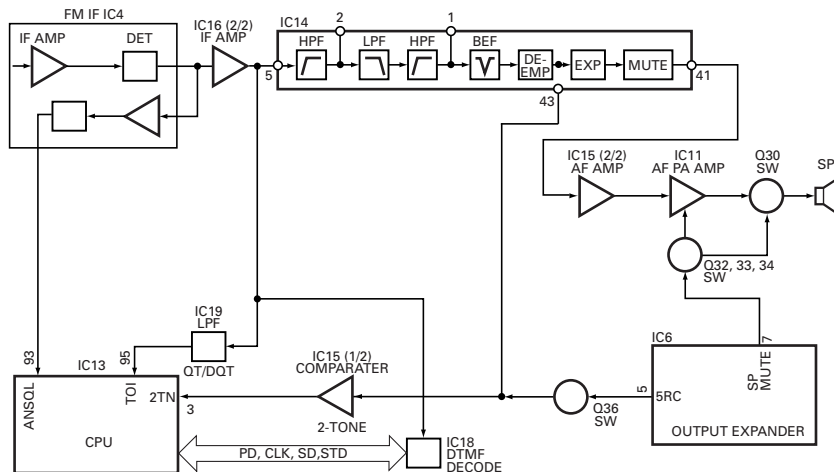 FM IF IC4
IF AMP
DET
IC16 (2/2)
IF AMP
IC14
2
1
HPF
LPF
HPF
BEF
DE-
EMP
EXP
MUTE
5
41
43
IC15 (2/2)
AF AMP
IC11
AF PA AMP
Q30
SW
SP
Q32, 33, 34
SW
IC19
LPF
QT/DQT
93
95
IC13
ANSQL
TOI
2TN
3
CPU
IC15 (1/2)
COMPARATER
2-TONE
PD, CLK, SD,STD
IC18
DTMF
DECODE
Q36
SW
IC6
7
5
5RC
SP
MUTE
OUTPUT EXPANDER